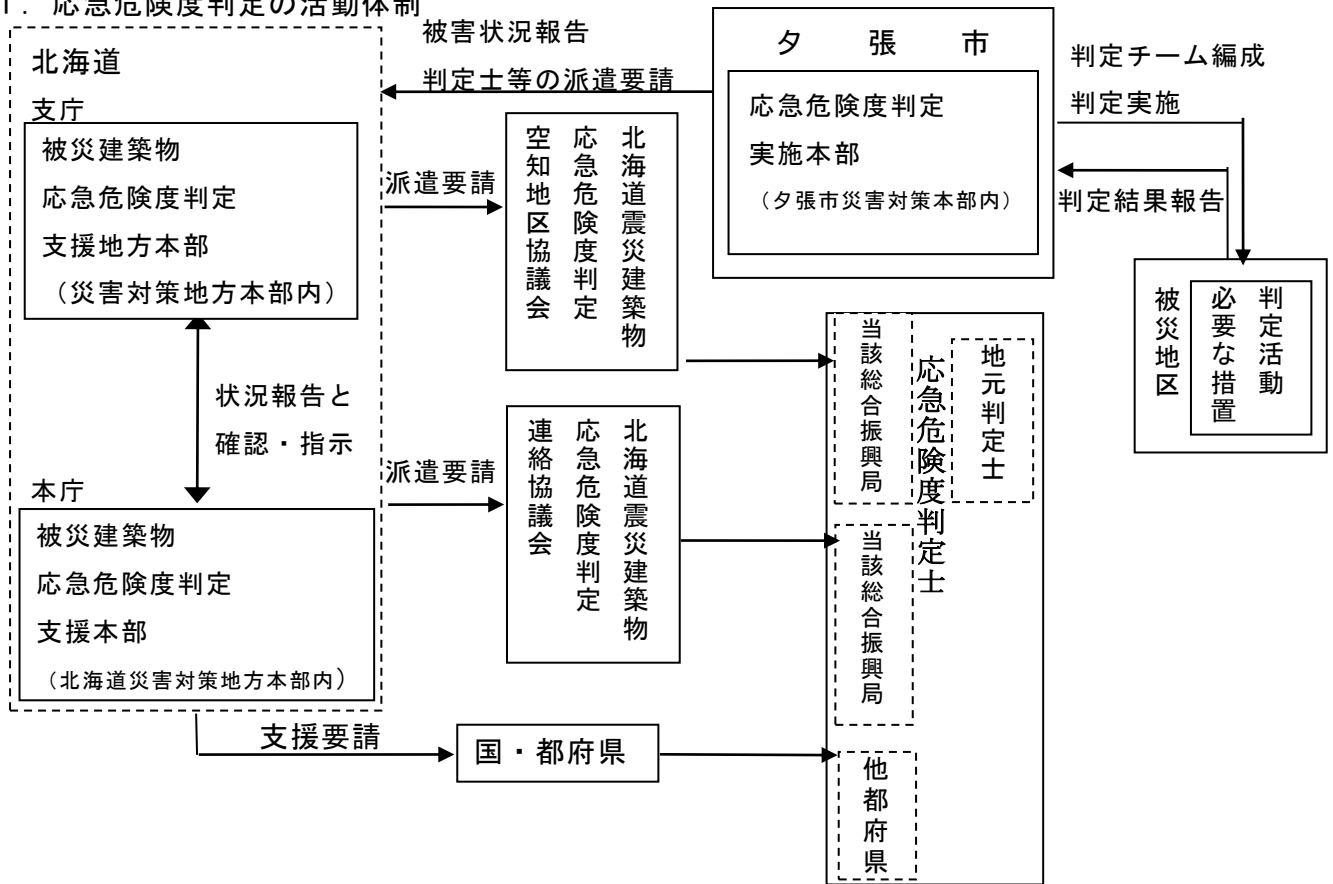 1．応急危険度判定の活動体制
北海道
支庁
被災建築物
応急危険度判定
支援地方本部
（災害対策地方本部内）
状況報告と
確認・指示
本庁
被災建築物
応急危険度判定
支援本部
（北海道災害対策地方本部内）
被害状況報告
判定士等の派遣要請
派遣要請
北海道震災建築物
応急危険度判定
空知地区協議会
派遣要請
北海道震災建築物
応急危険度判定
連絡協議会
支援要請
国・都府県
夕張市
応急危険度判定
実施本部
（夕張市災害対策本部内）
判定チーム編成
判定実施
判定結果報告
判定活動
必要な措置
被災地区
地元判定士
応急危険度判定士
当該総合振興局
当該総合振興局
他都府県